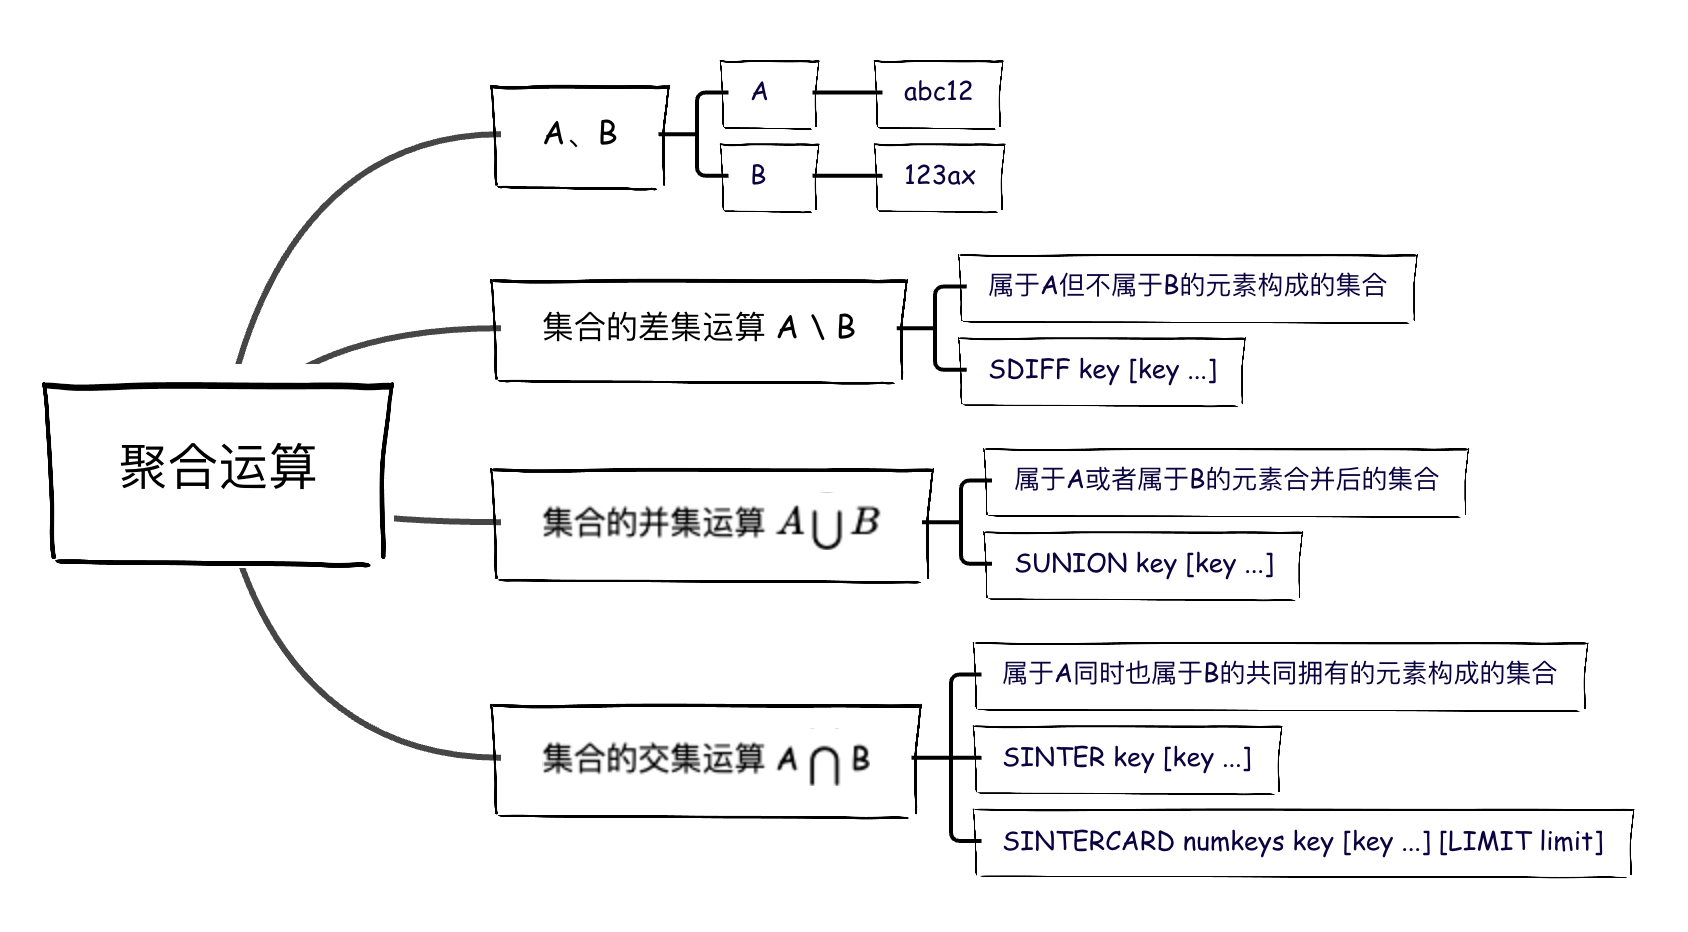 聚合运算
A、B
A
abc12
B
123ax
集合的差集运算 A \ B
属于A但不属于B的元素构成的集合
SDIFF key [key ...]
集合的并集运算 A ⋃ B
属于A或者属于B的元素合并后的集合
SUNION key [key ...]
集合的交集运算 A ⋂ B
属于A同时也属于B的共同拥有的元素构成的集合
SINTER key [key ...]
SINTERCARD numkeys key [key ...] [LIMIT limit]